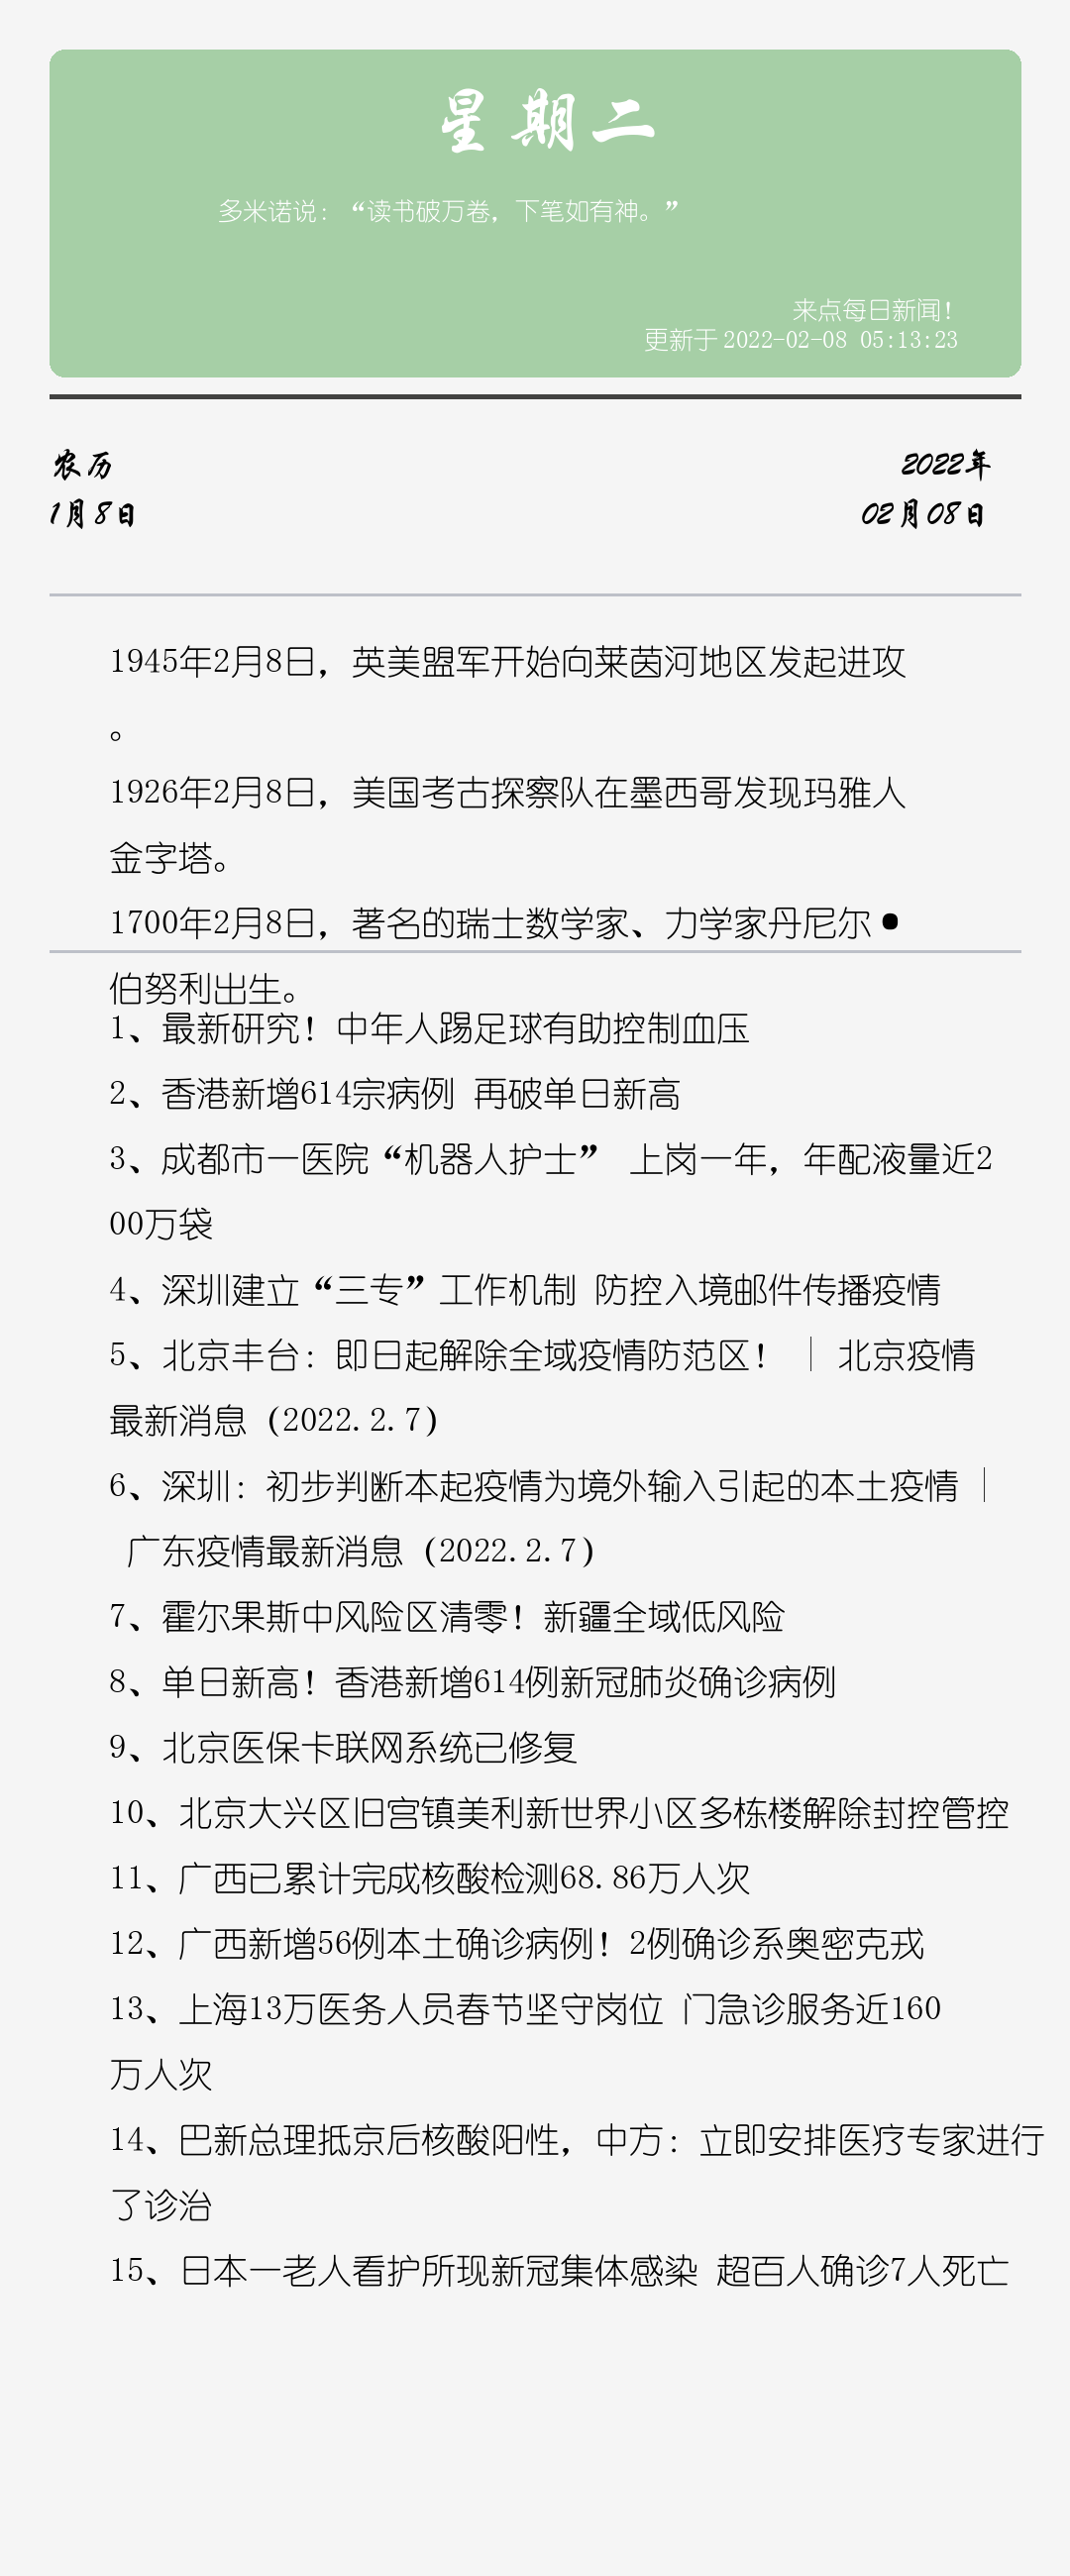 星期二
多米诺说：“读书破万卷，下笔如有神。”
来点每日新闻！
更新于 2022-02-08 05:13:23
农历
2022年
1月8日
02月08日
1945年2月8日，英美盟军开始向莱茵河地区发起进攻
。
1926年2月8日，美国考古探察队在墨西哥发现玛雅人
金字塔。
1700年2月8日，著名的瑞士数学家、力学家丹尼尔•
伯努利出生。
1、最新研究！中年人踢足球有助控制血压
2、香港新增614宗病例 再破单日新高
3、成都市一医院“机器人护士” 上岗一年，年配液量近2
00万袋
4、深圳建立“三专”工作机制 防控入境邮件传播疫情
5、北京丰台：即日起解除全域疫情防范区！ ｜ 北京疫情
最新消息（2022.2.7）
6、深圳：初步判断本起疫情为境外输入引起的本土疫情 ｜
广东疫情最新消息（2022.2.7）
7、霍尔果斯中风险区清零！新疆全域低风险
8、单日新高！香港新增614例新冠肺炎确诊病例
9、北京医保卡联网系统已修复
10、北京大兴区旧宫镇美利新世界小区多栋楼解除封控管控
11、广西已累计完成核酸检测68.86万人次
12、广西新增56例本土确诊病例！2例确诊系奥密克戎
13、上海13万医务人员春节坚守岗位 门急诊服务近160
万人次
14、巴新总理抵京后核酸阳性，中方：立即安排医疗专家进行
了诊治
15、日本一老人看护所现新冠集体感染 超百人确诊7人死亡